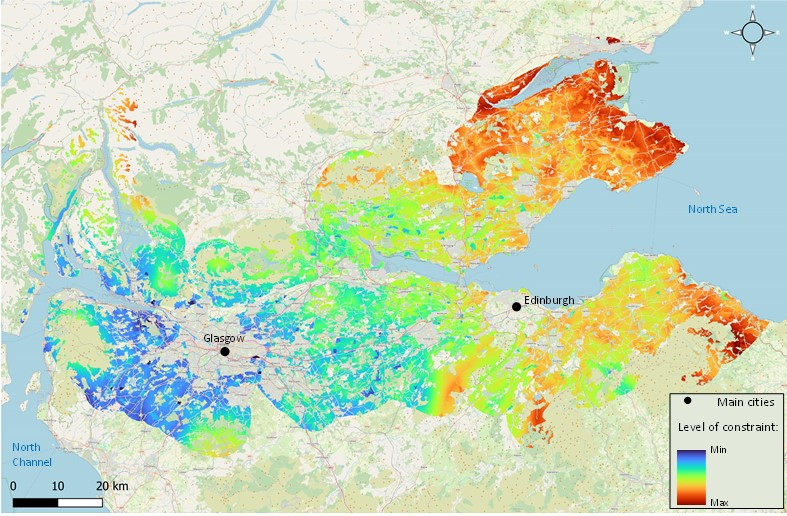 North Sea
Edinburgh
Glasgow
North
Channel
0 10 20 km
Main cities
Level of constraint:
Min
Max